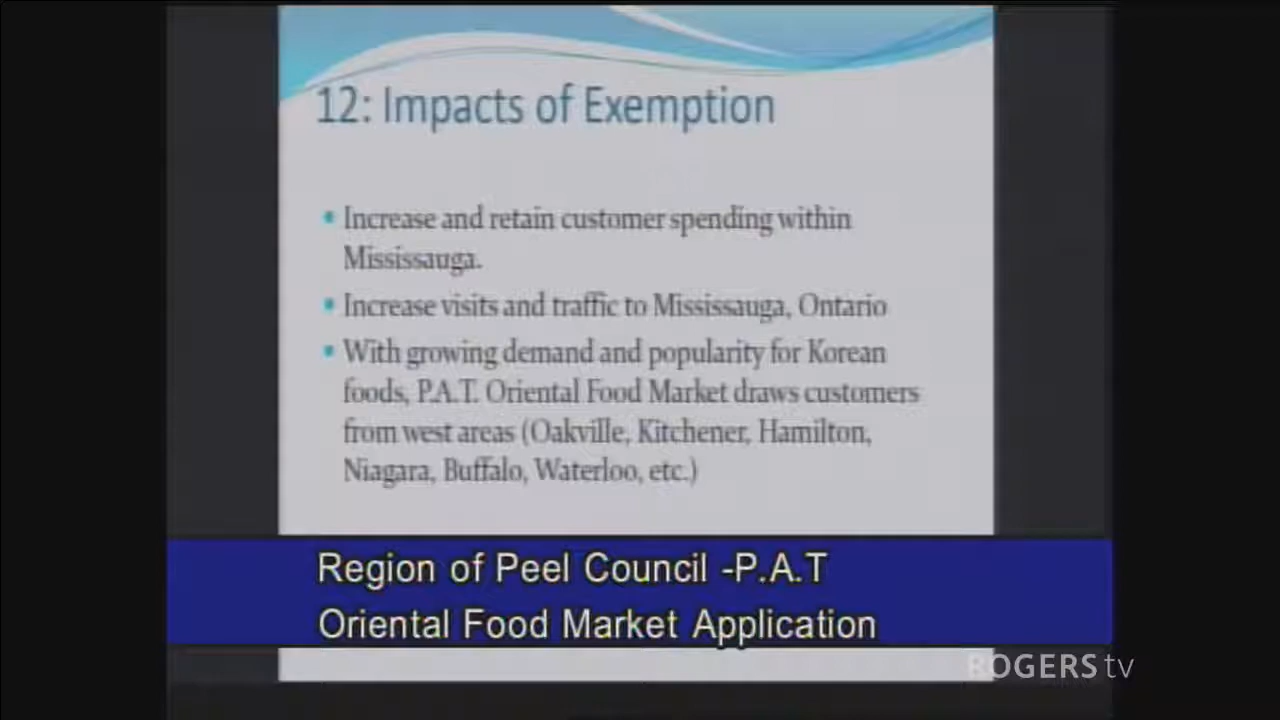 12: Impacts of Exemption
Increase and retain customer spending within
Mississauga.
Increase visits and traffic to Mississauga, Ontario
With growing demand and popularity for Korean
foods, P.A.T. Oriental Food Market draws customers
from west areas (Oakville, Kitchener, Hamilton,
Niagara, Buffalo, Waterloo, etc.)
Region of Peel Council -P.A.T
Oriental Food Market Application
ROGERS tv